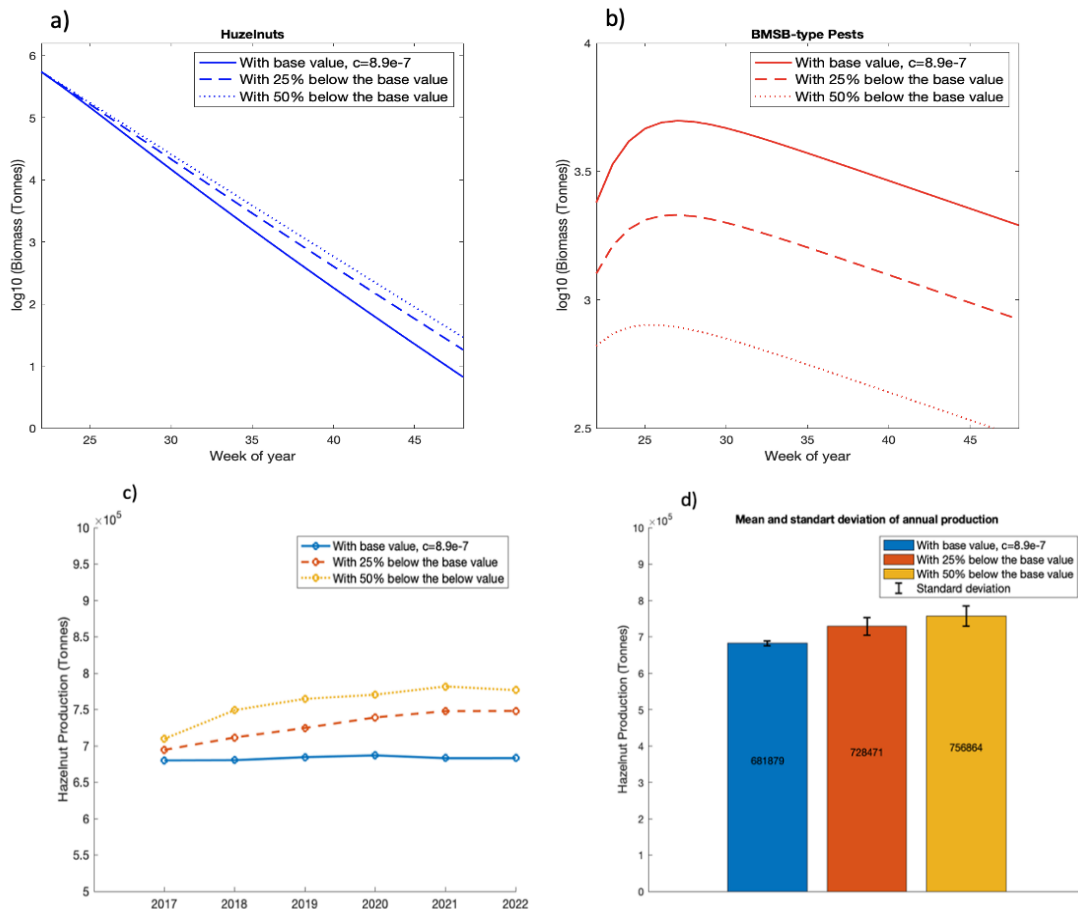 a)
Huzelnuts
With base value, c=8.9e-7
With 25% below the base value
With 50% below the base value
log10 (Biomass (Tonnes))
6
5
4
3
2
1
0
25
30
35
40
45
Week of year
b)
BMSB-type Pests
With base value, c=8.9e-7
With 25% below the base value
With 50% below the base value
log10 (Biomass (Tonnes))
4
3.5
3
2.5
25
30
35
40
45
Week of year
c)
×10⁵
With base value, c=8.9e-7
With 25% below the base value
With 50% below the below value
Hazelnut Production (Tonnes)
10
9.5
9
8.5
8
7.5
7
6.5
6
5.5
5
2017
2018
2019
2020
2021
2022
d)
×10⁵
Mean and standart deviation of annual production
With base value, c=8.9e-7
With 25% below the base value
With 50% below the base value
Standard deviation
Hazelnut Production (Tonnes)
10
9
8
7
6
5
4
3
2
1
0
681879
728471
756864